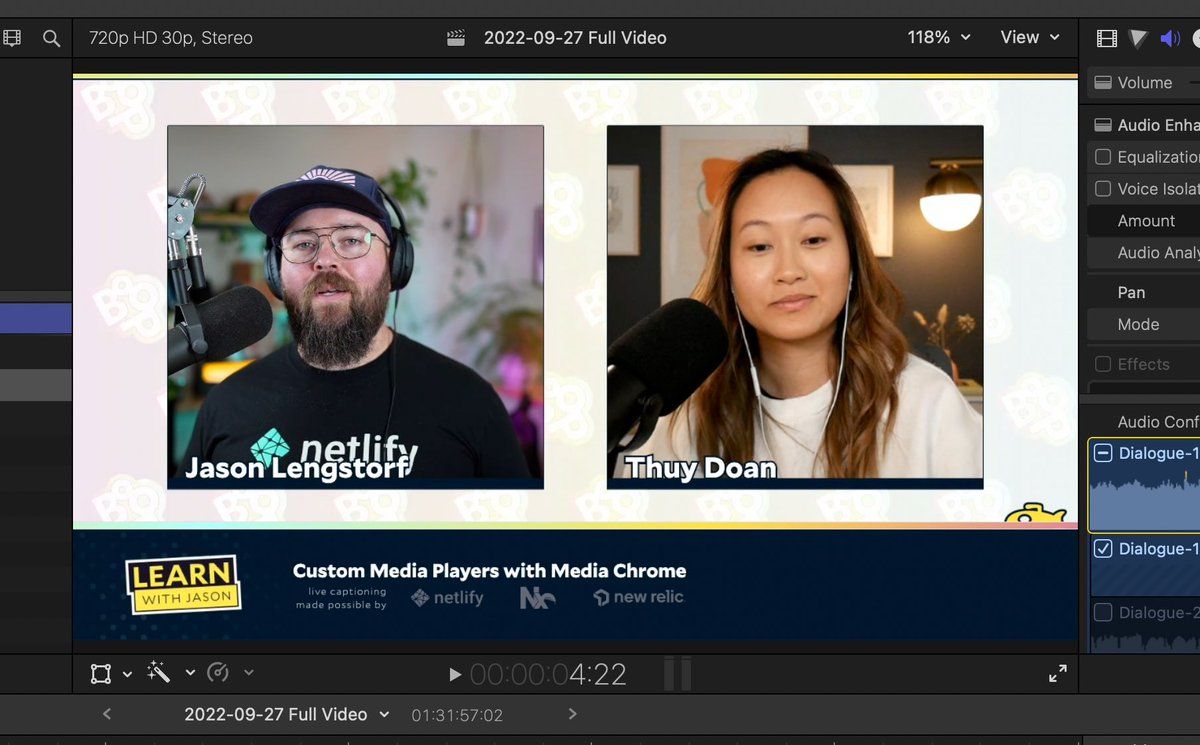 720p HD 30p, Stereo
2022-09-27 Full Video
118%
View
Volume
Audio Enha
Equalization
Voice Isolat
Amount
Audio Analy
Pan
Mode
Effects
Audio Conf
Dialogue-1
Dialogue-1
Dialogue-2
netlify
Jason Lengstorf
Thuy Doan
LEARN
WITH JASON
Custom Media Players with Media Chrome
live captioning
made possible by
netlify
Nx
new relic
00:00:04:22
2022-09-27 Full Video
01:31:57:02